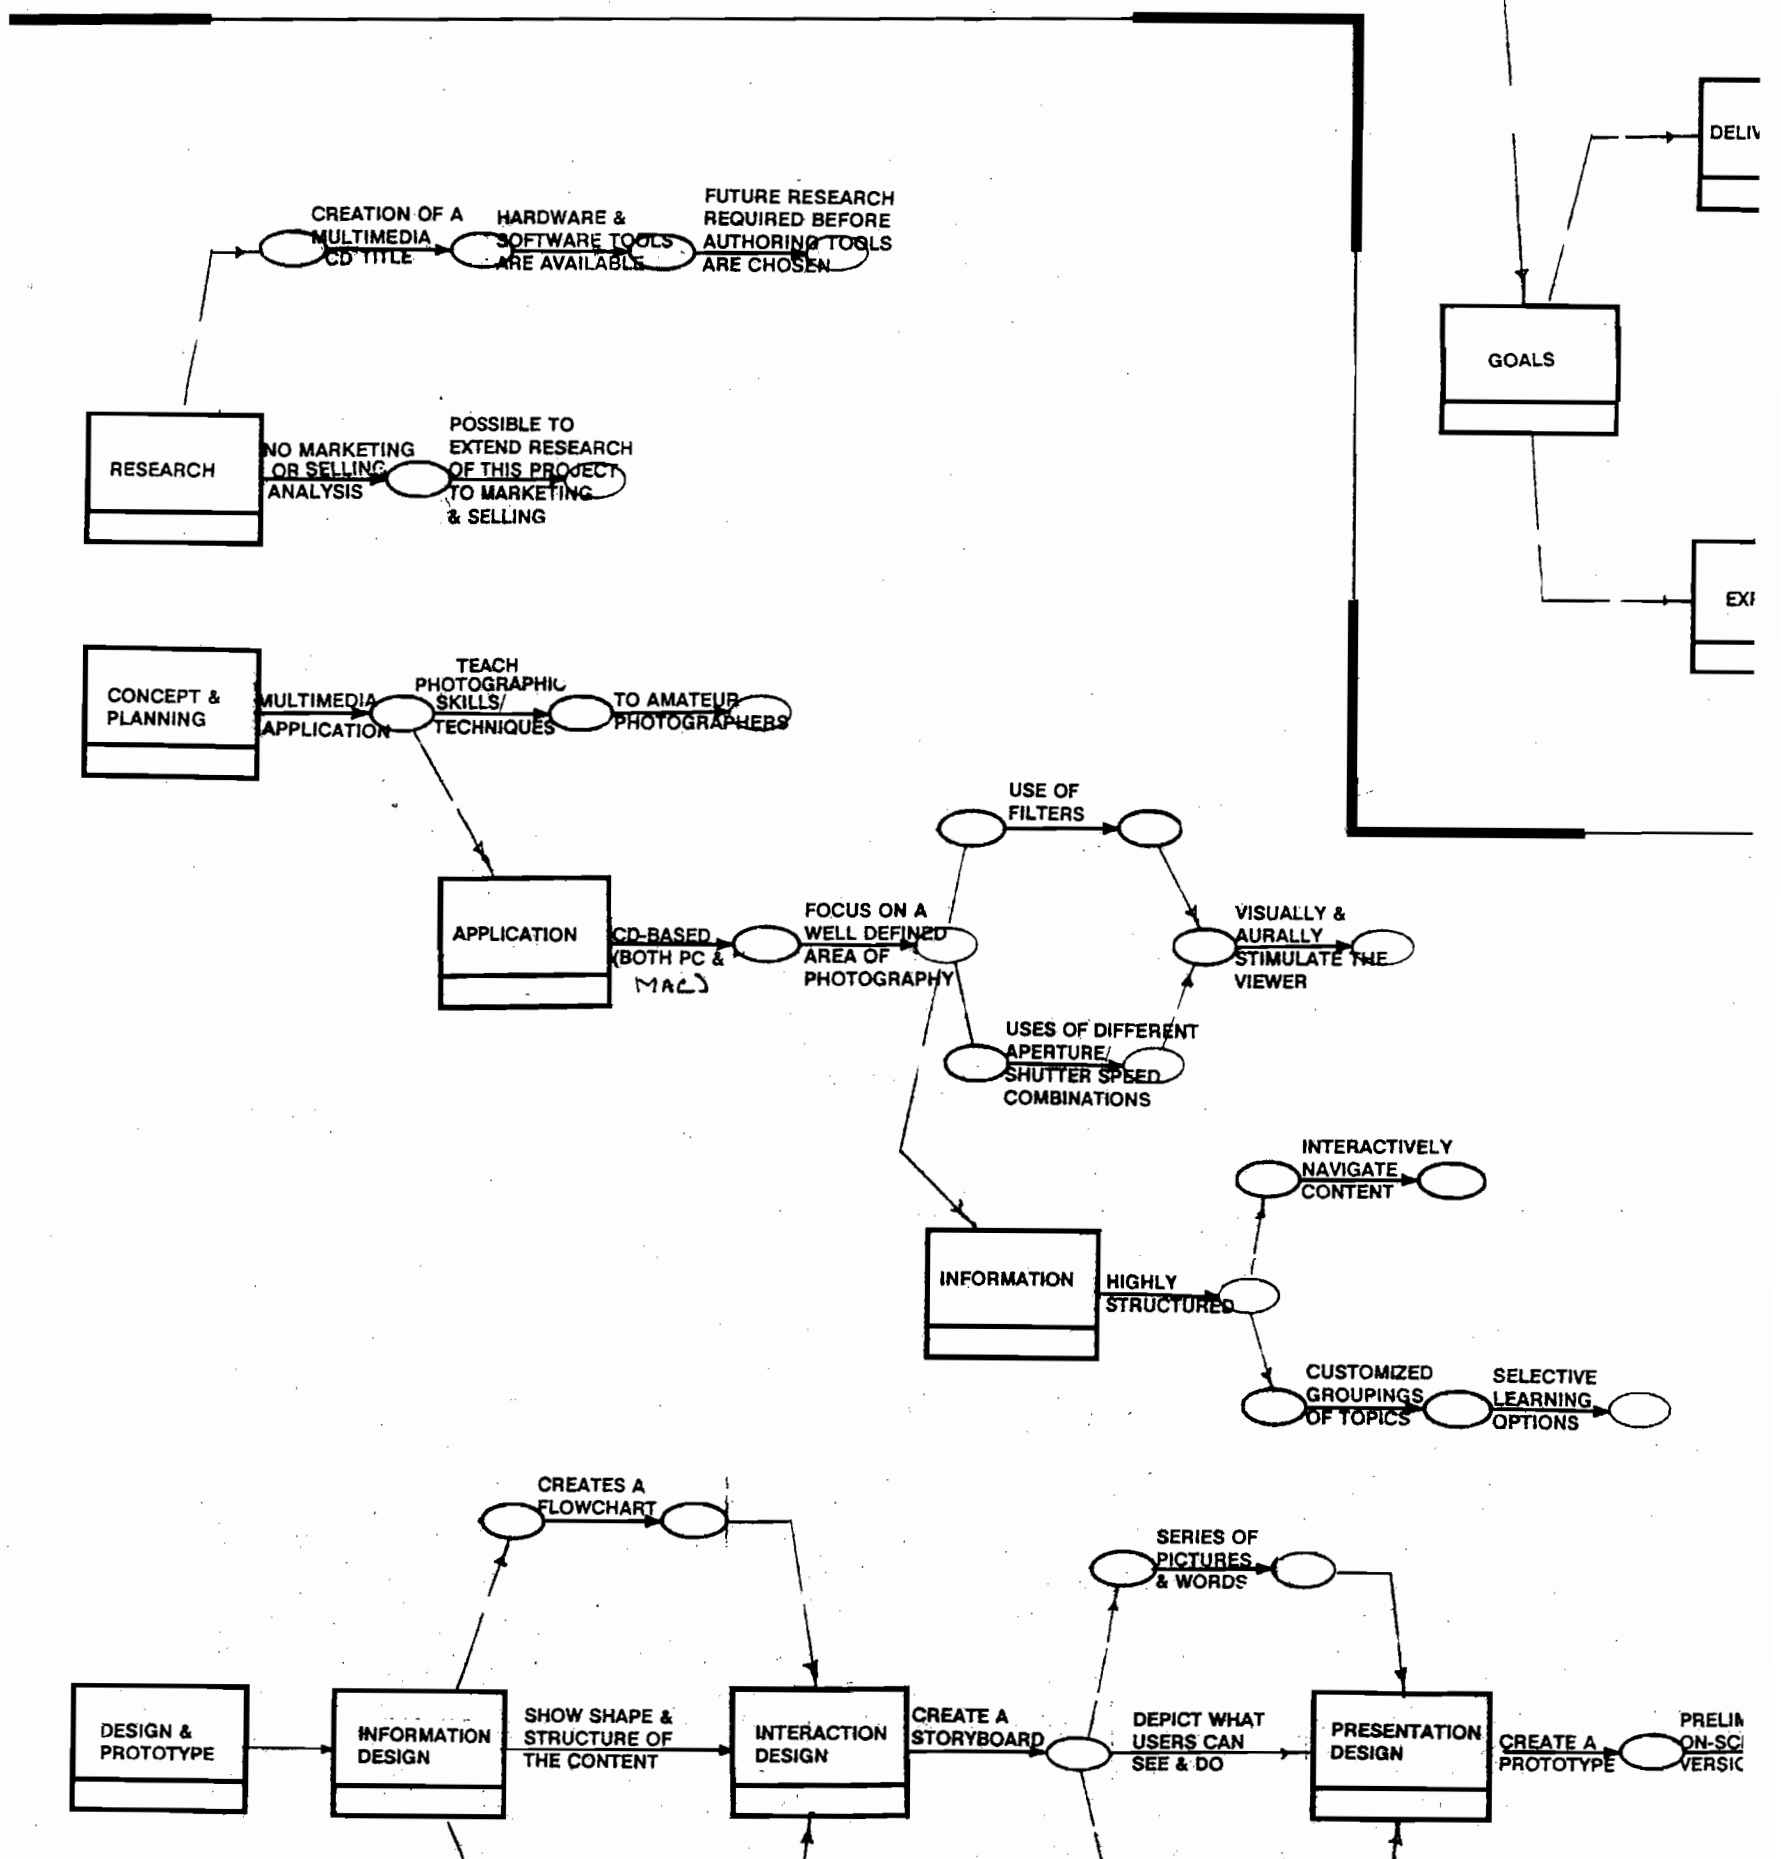 DELIV
CREATION OF A
MULTIMEDIA
CD TITLE
HARDWARE &
SOFTWARE TOOLS
ARE AVAILABLE
FUTURE RESEARCH
REQUIRED BEFORE
AUTHORING TOOLS
ARE CHOSEN
GOALS
RESEARCH
NO MARKETING
OR SELLING
ANALYSIS
POSSIBLE TO
EXTEND RESEARCH
OF THIS PROJECT
TO MARKETING
& SELLING
CONCEPT &
PLANNING
MULTIMEDIA
APPLICATION
TEACH
PHOTOGRAPHIC
SKILLS/
TECHNIQUES
TO AMATEUR
PHOTOGRAPHERS
USE OF
FILTERS
APPLICATION
CD-BASED
(BOTH PC &
MAC)
FOCUS ON A
WELL DEFINED
AREA OF
PHOTOGRAPHY
VISUALLY &
AURALLY
STIMULATE THE
VIEWER
USES OF DIFFERENT
APERTURE/
SHUTTER SPEED
COMBINATIONS
INTERACTIVELY
NAVIGATE
CONTENT
INFORMATION
HIGHLY
STRUCTURED
CUSTOMIZED
GROUPINGS
OF TOPICS
SELECTIVE
LEARNING
OPTIONS
CREATES A
FLOWCHART
SERIES OF
PICTURES
& WORDS
DESIGN &
PROTOTYPE
INFORMATION
DESIGN
SHOW SHAPE &
STRUCTURE OF
THE CONTENT
INTERACTION
DESIGN
CREATE A
STORYBOARD
DEPICT WHAT
USERS CAN
SEE & DO
PRESENTATION
DESIGN
CREATE A
PROTOTYPE
PRELIM
ON-SC
VERSIC